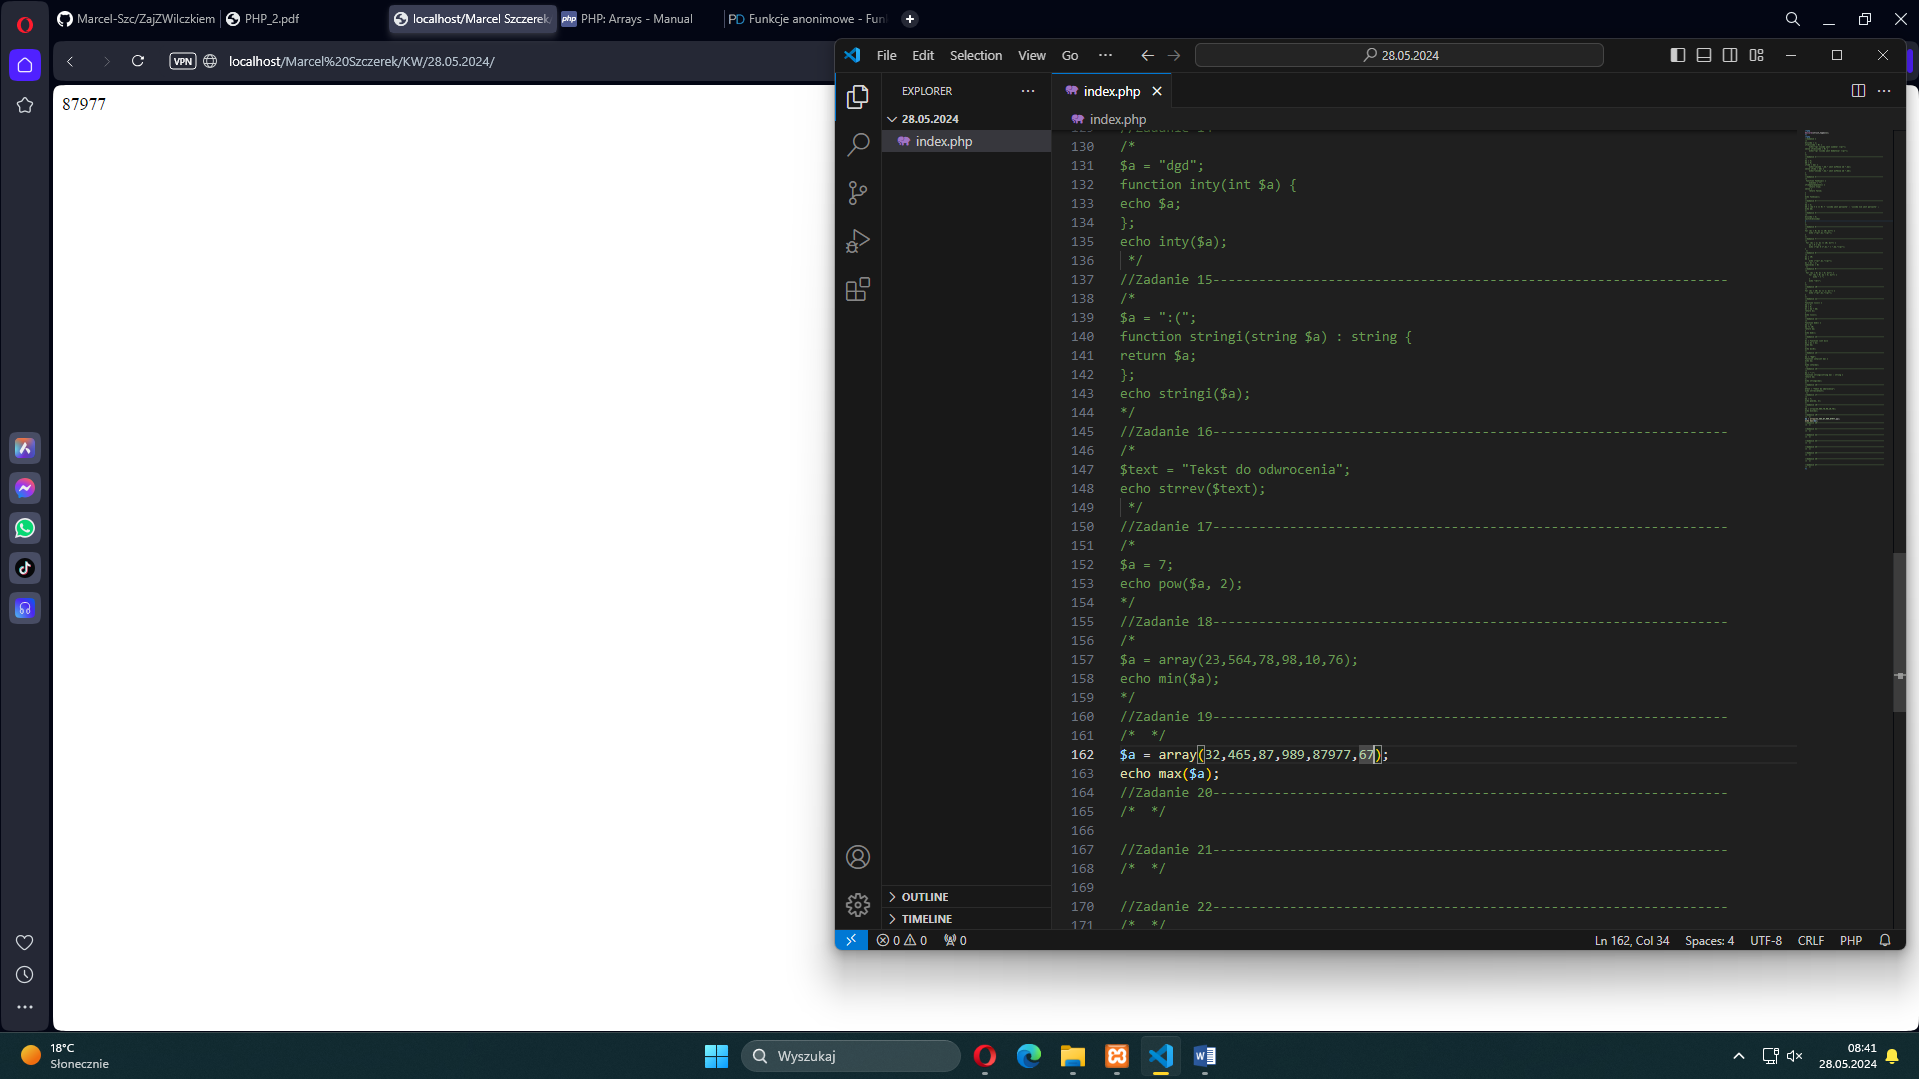 Marcel-Szc/ZajZWilczkiem
PHP_2.pdf
localhost/Marcel Szczerek
PHP: Arrays - Manual
Funkcje anonimowe - Fun
VPN
localhost/Marcel%20Szczerek/KW/28.05.2024/
87977
File Edit Selection View Go
28.05.2024
EXPLORER
28.05.2024
index.php
OUTLINE
TIMELINE
index.php
index.php
130 /*
131 $a = "dgd";
132 function inty(int $a) {
133 echo $a;
134 };
135 echo inty($a);
136 */
137 //Zadanie 15-------------------------------------------------------------------
138 /*
139 $a = ":(";
140 function stringi(string $a) : string {
141 return $a;
142 };
143 echo stringi($a);
144 */
145 //Zadanie 16-------------------------------------------------------------------
146 /*
147 $text = "Tekst do odwrocenia";
148 echo strrev($text);
149 */
150 //Zadanie 17-------------------------------------------------------------------
151 /*
152 $a = 7;
153 echo pow($a, 2);
154 */
155 //Zadanie 18-------------------------------------------------------------------
156 /*
157 $a = array(23,564,78,98,10,76);
158 echo min($a);
159 */
160 //Zadanie 19-------------------------------------------------------------------
161 /*  */
162 $a = array(32,465,87,989,87977,67);
163 echo max($a);
164 //Zadanie 20-------------------------------------------------------------------
165 /*  */
166
167 //Zadanie 21-------------------------------------------------------------------
168 /*  */
169
170 //Zadanie 22-------------------------------------------------------------------
171 /*  */
0 0 0
Ln 162, Col 34 Spaces: 4 UTF-8 CRLF PHP
18°C
Słonecznie
Wyszukaj
08:41
28.05.2024